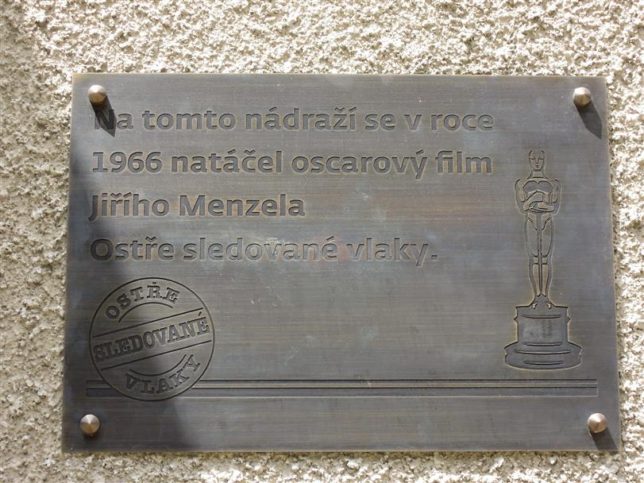 Na tomto nádraží se v roce
1966 natáčel oscarový film
Jiřího Menzela
Ostře sledované vlaky.
OSTŘE
SLEDOVANÉ
VLAKY